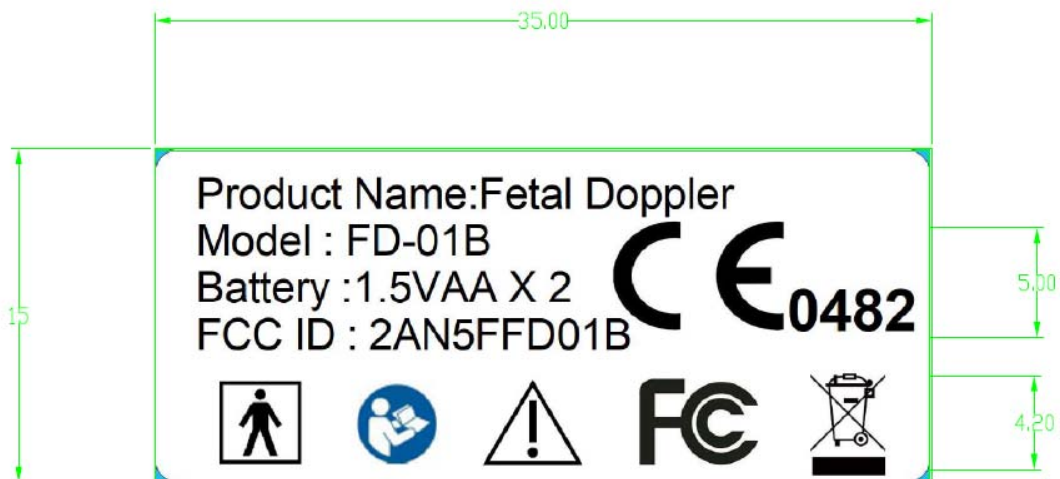 35.00
Product Name:Fetal Doppler
Model : FD-01B
Battery :1.5VAA X 2
FCC ID : 2AN5FFD01B
CE 0482
15
5.00
FC
4.20